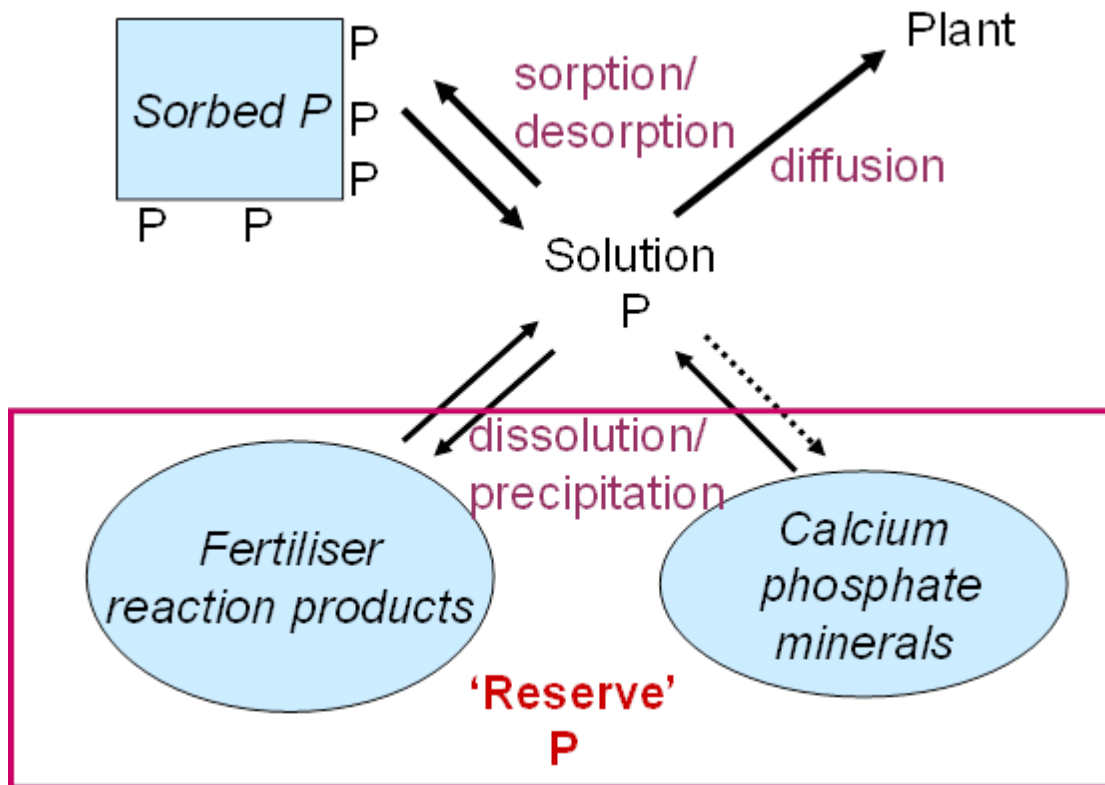 P
Plant
sorption/
desorption
Sorbed P
P
P
diffusion
P
P
Solution
P
dissolution/
precipitation
Fertiliser
reaction products
Calcium
phosphate
minerals
‘Reserve’
P